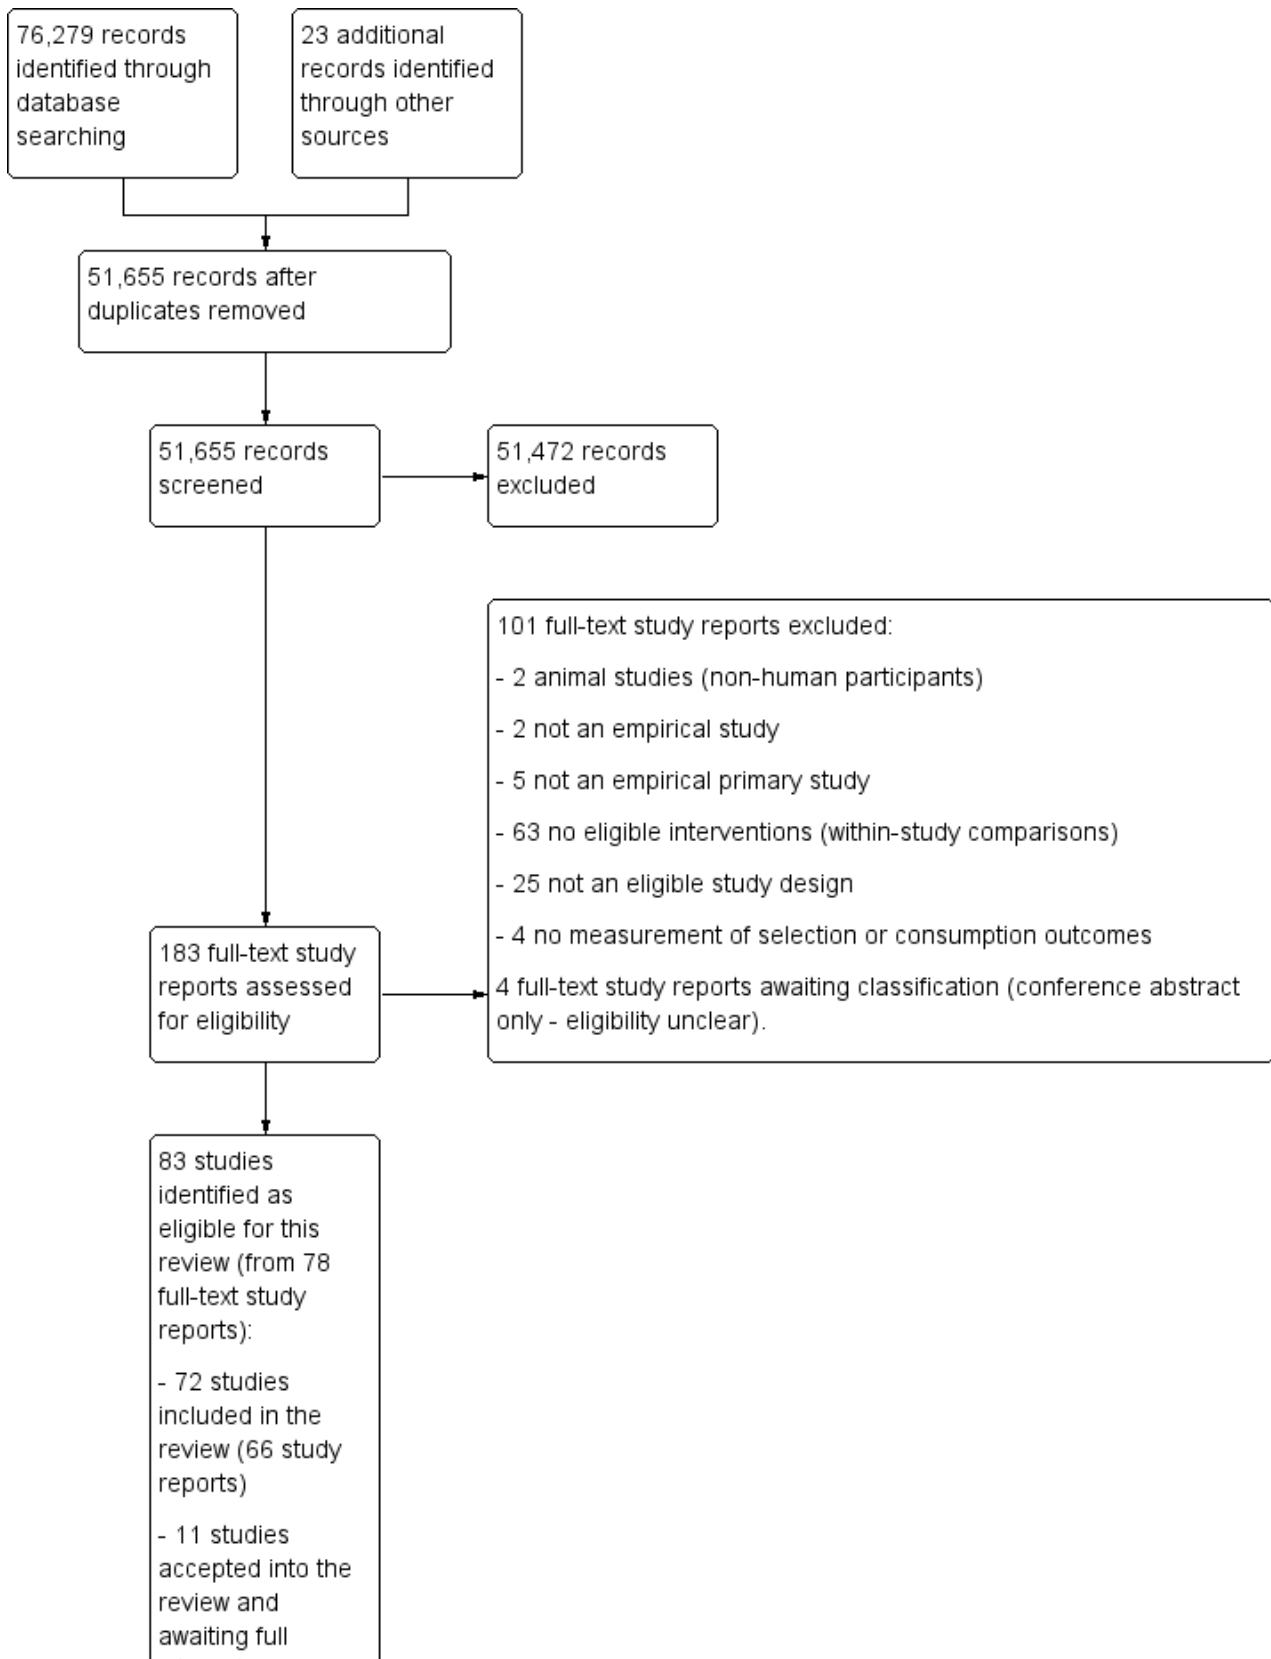 76,279 records
identified through
database
searching
23 additional
records identified
through other
sources
51,655 records after
duplicates removed
51,655 records
screened
51,472 records
excluded
101 full-text study reports excluded:
- 2 animal studies (non-human participants)
- 2 not an empirical study
- 5 not an empirical primary study
- 63 no eligible interventions (within-study comparisons)
- 25 not an eligible study design
- 4 no measurement of selection or consumption outcomes
4 full-text study reports awaiting classification (conference abstract
only - eligibility unclear).
183 full-text study
reports assessed
for eligibility
83 studies
identified as
eligible for this
review (from 78
full-text study
reports):
- 72 studies
included in the
review (66 study
reports)
- 11 studies
accepted into the
review and
awaiting full